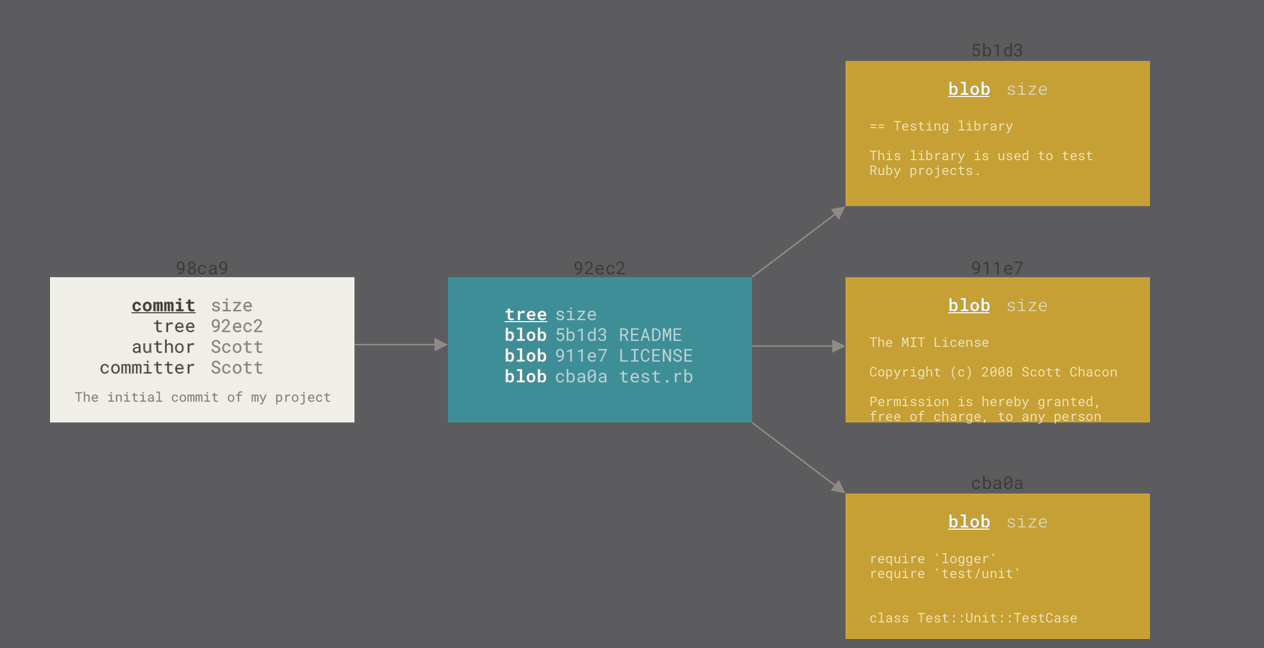 98ca9
commit size
tree 92ec2
author Scott
committer Scott
The initial commit of my project
92ec2
tree size
blob 5b1d3 README
blob 911e7 LICENSE
blob cba0a test.rb
5b1d3
blob size
== Testing library
This library is used to test
Ruby projects.
911e7
blob size
The MIT License
Copyright (c) 2008 Scott Chacon
Permission is hereby granted,
free of charge, to any person
cba0a
blob size
require 'logger'
require 'test/unit'
class Test::Unit::TestCase